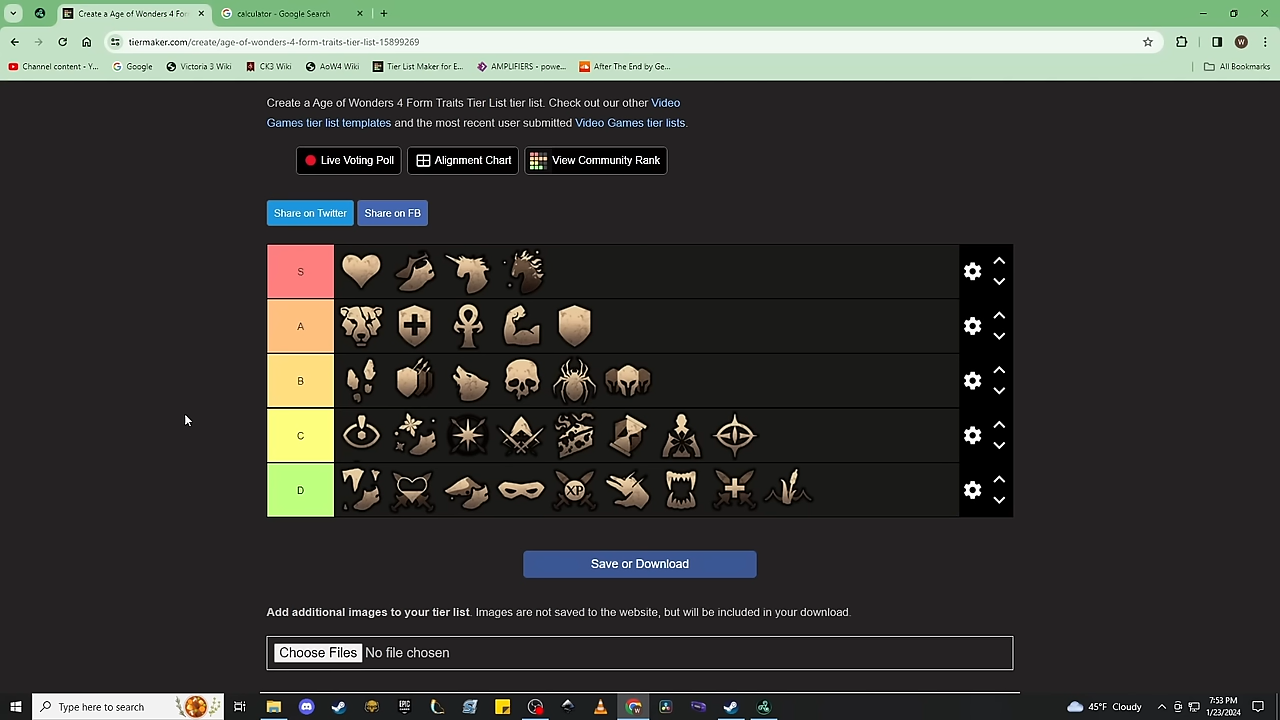 Create a Age of Wonders 4 For
calculator - Google Search
tiermaker.com/create/age-of-wonders-4-form-traits-tier-list-15899269
Channel content - Y...
Google
Victoria 3 Wiki
CK3 Wiki
AoW4 Wiki
Tier List Maker for E...
AMPLIFIERS - powe...
After The End by Ge...
All Bookmarks
Create a Age of Wonders 4 Form Traits Tier List tier list. Check out our other Video
Games tier list templates and the most recent user submitted Video Games tier lists.
Live Voting Poll
Alignment Chart
View Community Rank
Share on Twitter
Share on FB
S
A
B
C
D
XP
Save or Download
Add additional images to your tier list. Images are not saved to the website, but will be included in your download.
Choose Files No file chosen
Type here to search
EPIC
45°F Cloudy
7:53 PM
1/23/2024